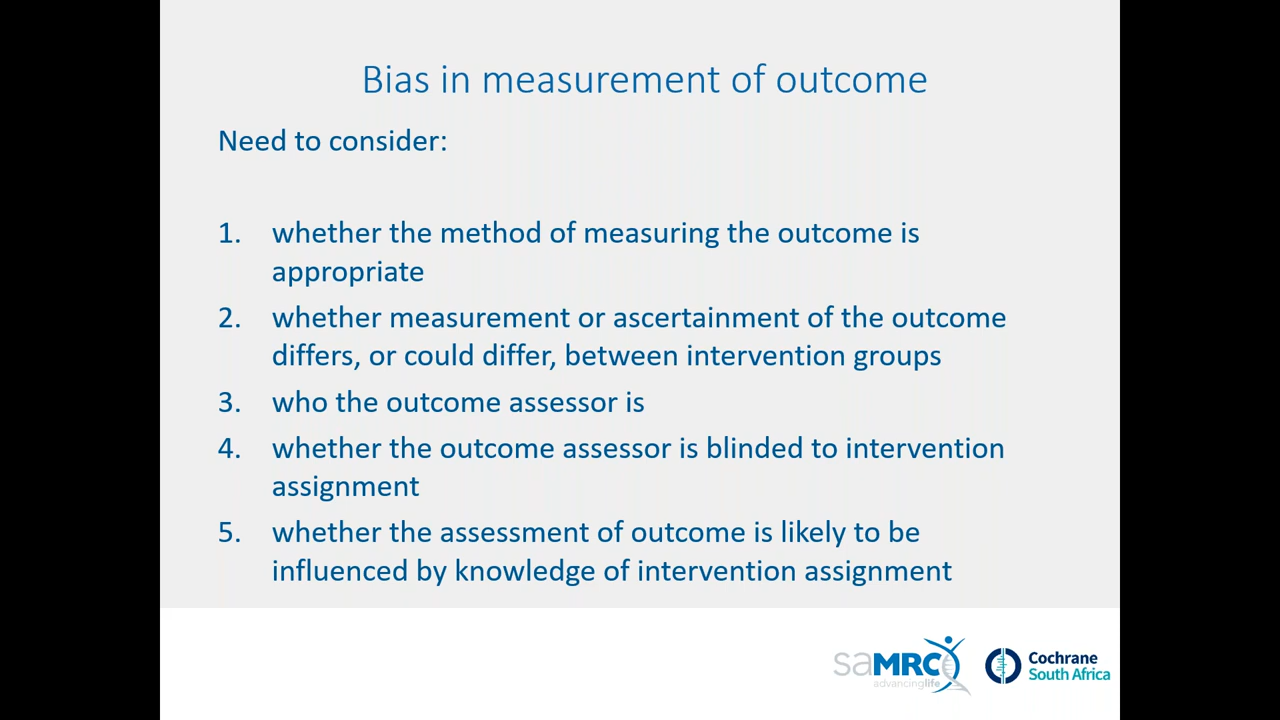 Bias in measurement of outcome
Need to consider:
1. whether the method of measuring the outcome is
appropriate
2. whether measurement or ascertainment of the outcome
differs, or could differ, between intervention groups
3. who the outcome assessor is
4. whether the outcome assessor is blinded to intervention
assignment
5. whether the assessment of outcome is likely to be
influenced by knowledge of intervention assignment
saMRC
advancinglife
Cochrane
South Africa